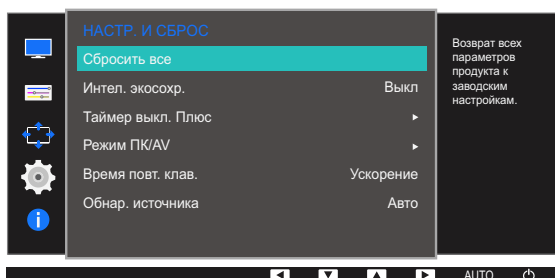 НАСТР. И СБРОС
Сбросить все
Интел. экосохр. Выкл
Таймер выкл. Плюс
Режим ПК/AV
Время повт. клав. Ускорение
Обнар. источника Авто
Возврат всех
параметров
продукта к
заводским
настройкам.
AUTO